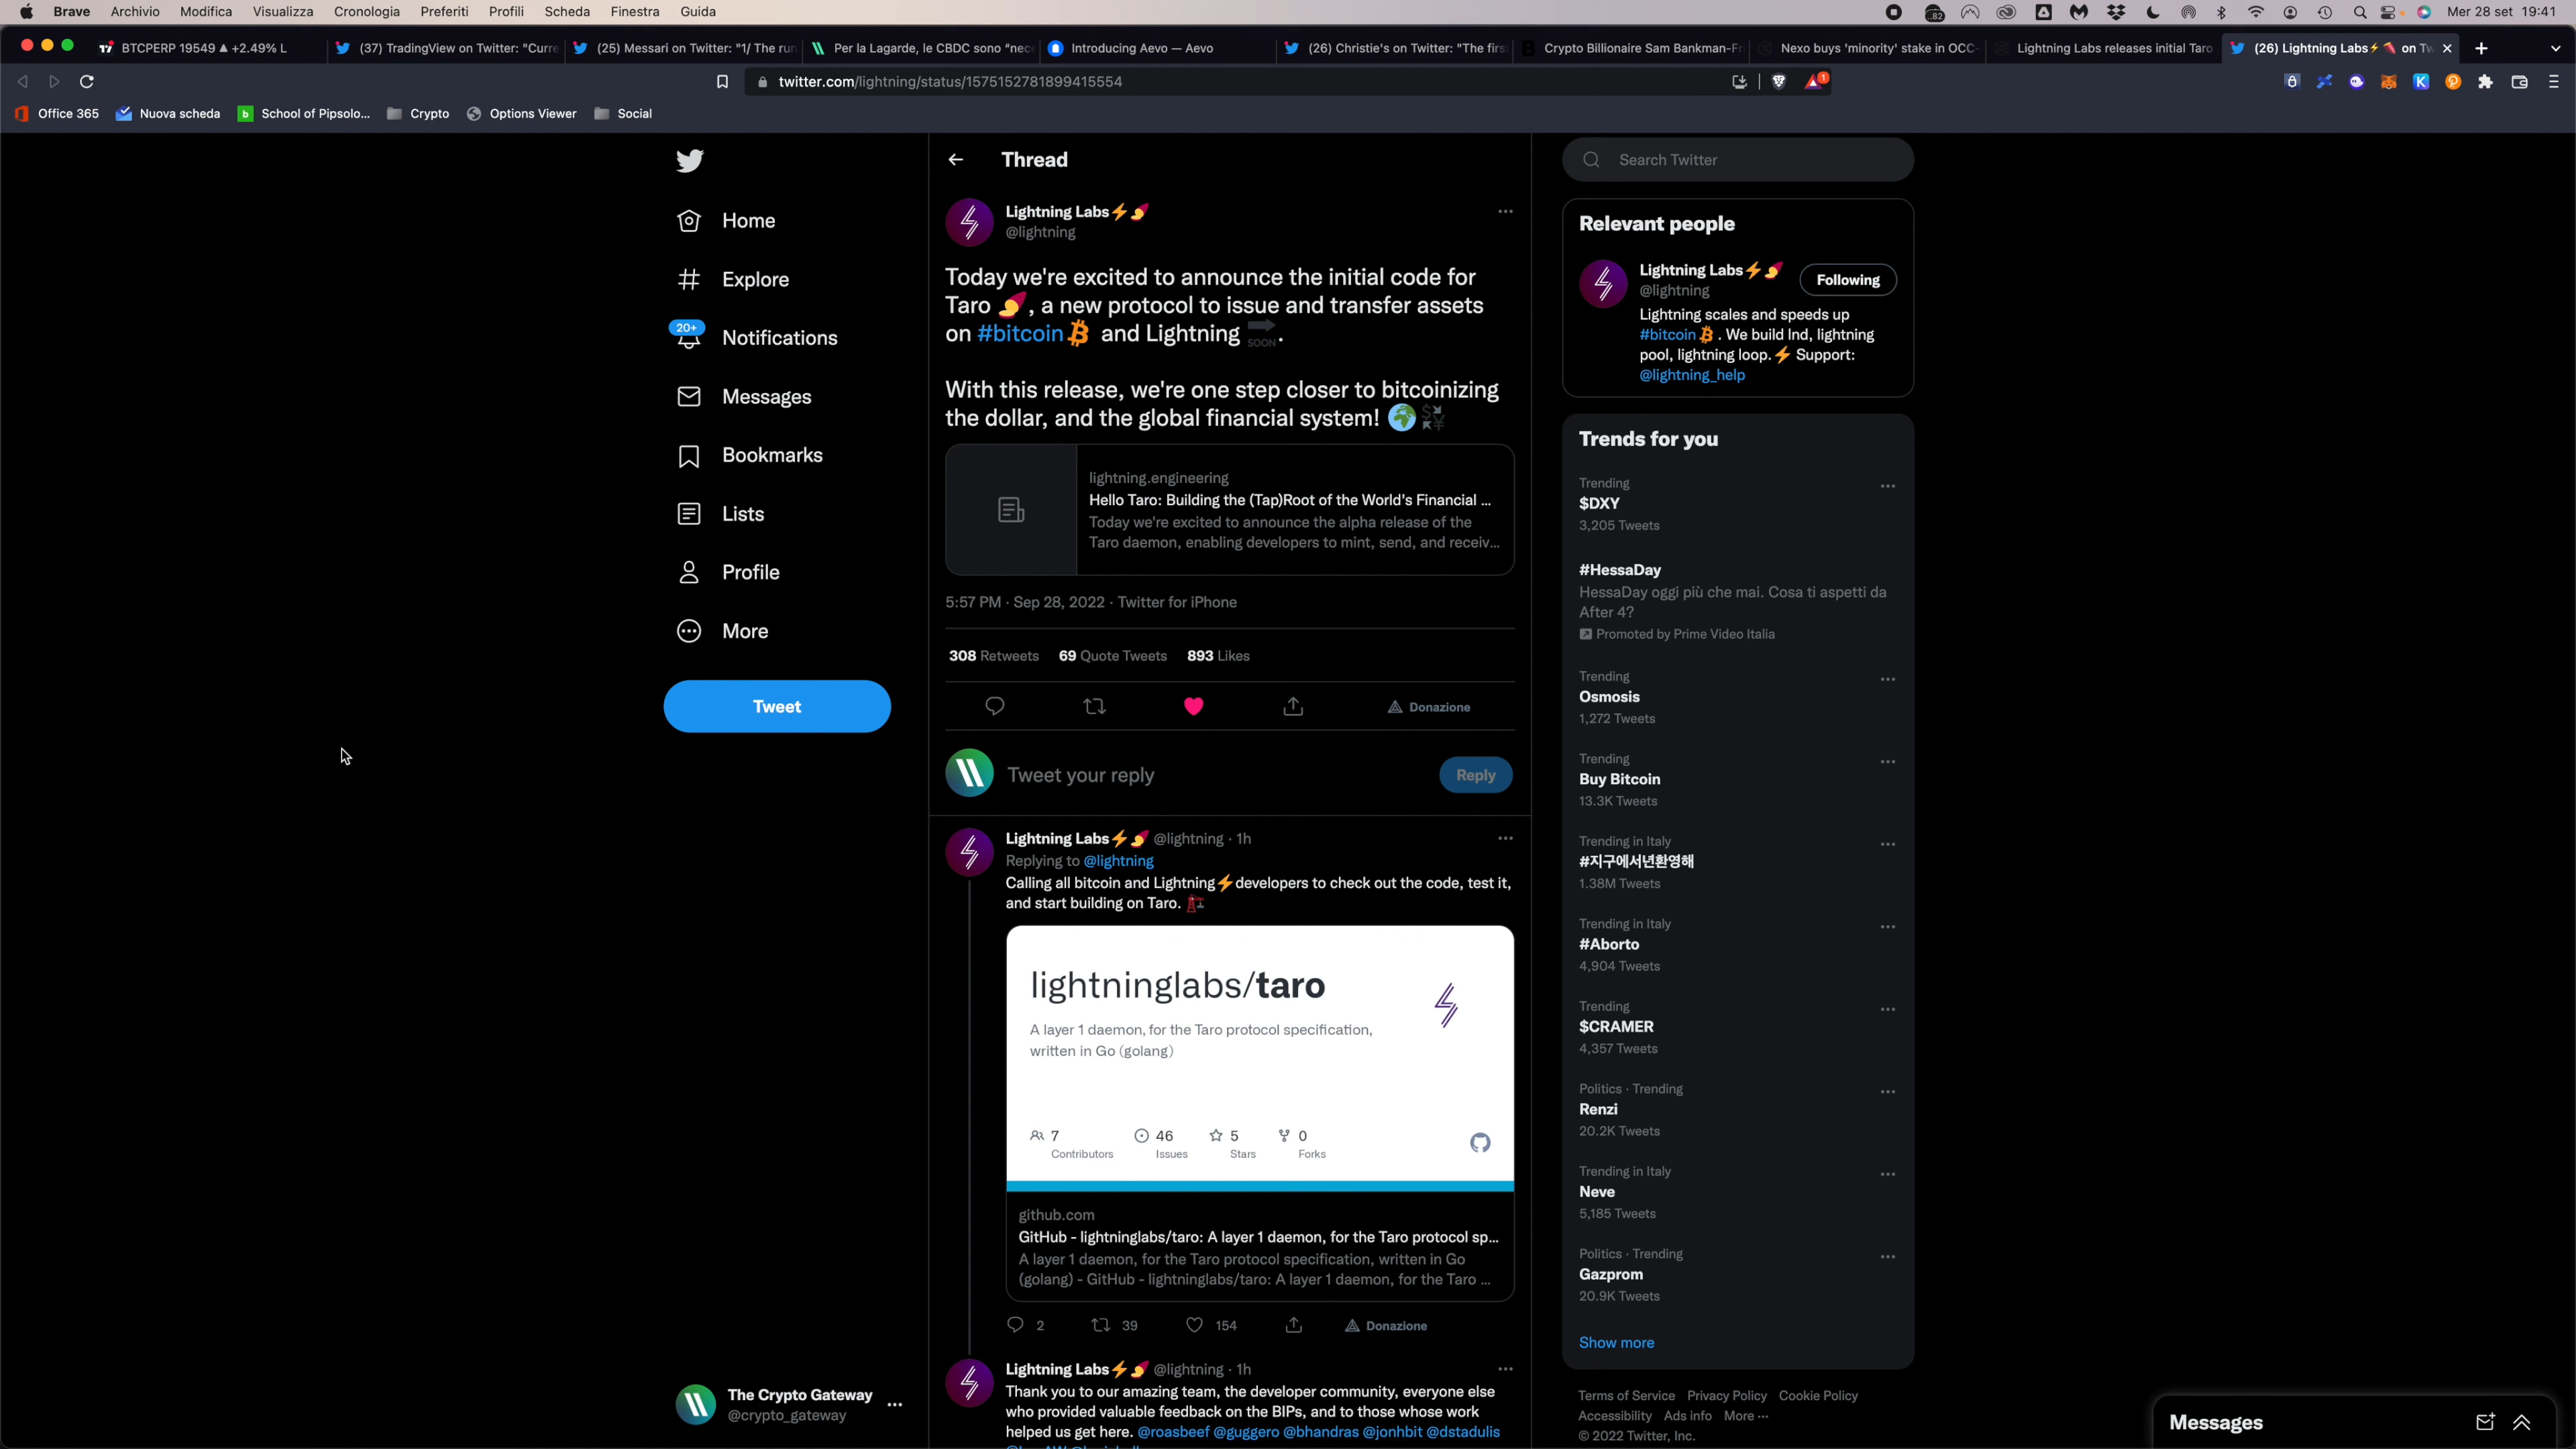 Brave Archivio Modifica Visualizza Cronologia Preferiti Profili Scheda Finestra Guida
82
Mer 28 set 19:41
BTCPERP 19549 ▲ +2.49% L
(37) TradingView on Twitter: "Curre
(25) Messari on Twitter: "1/ The run
Per la Lagarde, le CBDC sono "nece
Introducing Aevo — Aevo
(26) Christie's on Twitter: "The first
Crypto Billionaire Sam Bankman-Fr
Nexo buys 'minority' stake in OCC-
Lightning Labs releases initial Taro
(26) Lightning Labs⚡🍠 on Tw
twitter.com/lightning/status/1575152781899415554
1
Office 365
Nuova scheda
School of Pipsolo...
Crypto
Options Viewer
Social
Home
Explore
20+
Notifications
Messages
Bookmarks
Lists
Profile
More
Tweet
The Crypto Gateway
@crypto_gateway
Thread
Lightning Labs⚡🍠
@lightning
Today we're excited to announce the initial code for
Taro 🍠, a new protocol to issue and transfer assets
on #bitcoin and Lightning 🔜.
With this release, we're one step closer to bitcoinizing
the dollar, and the global financial system! 🌍💱
lightning.engineering
Hello Taro: Building the (Tap)Root of the World's Financial ...
Today we're excited to announce the alpha release of the
Taro daemon, enabling developers to mint, send, and receiv...
5:57 PM · Sep 28, 2022 · Twitter for iPhone
308 Retweets 69 Quote Tweets 893 Likes
Donazione
Tweet your reply
Reply
Lightning Labs⚡🍠 @lightning · 1h
Replying to @lightning
Calling all bitcoin and Lightning⚡developers to check out the code, test it,
and start building on Taro. 🏗
lightninglabs/taro
A layer 1 daemon, for the Taro protocol specification,
written in Go (golang)
7 46 5 0
Contributors Issues Stars Forks
github.com
GitHub - lightninglabs/taro: A layer 1 daemon, for the Taro protocol sp...
A layer 1 daemon, for the Taro protocol specification, written in Go
(golang) - GitHub - lightninglabs/taro: A layer 1 daemon, for the Taro ...
2 39 154 Donazione
Lightning Labs⚡🍠 @lightning · 1h
Thank you to our amazing team, the developer community, everyone else
who provided valuable feedback on the BIPs, and to those whose work
helped us get here. @roasbeef @guggero @bhandras @jonhbit @dstadulis
Search Twitter
Relevant people
Lightning Labs⚡🍠
@lightning
Following
Lightning scales and speeds up
#bitcoin . We build lnd, lightning
pool, lightning loop.⚡ Support:
@lightning_help
Trends for you
Trending
$DXY
3,205 Tweets
#HessaDay
HessaDay oggi più che mai. Cosa ti aspetti da
After 4?
Promoted by Prime Video Italia
Trending
Osmosis
1,272 Tweets
Trending
Buy Bitcoin
13.3K Tweets
Trending in Italy
#지구에서년환영해
1.38M Tweets
Trending in Italy
#Aborto
4,904 Tweets
Trending
$CRAMER
4,357 Tweets
Politics · Trending
Renzi
20.2K Tweets
Trending in Italy
Neve
5,185 Tweets
Politics · Trending
Gazprom
20.9K Tweets
Show more
Terms of Service Privacy Policy Cookie Policy
Accessibility Ads info More ···
© 2022 Twitter, Inc.
Messages